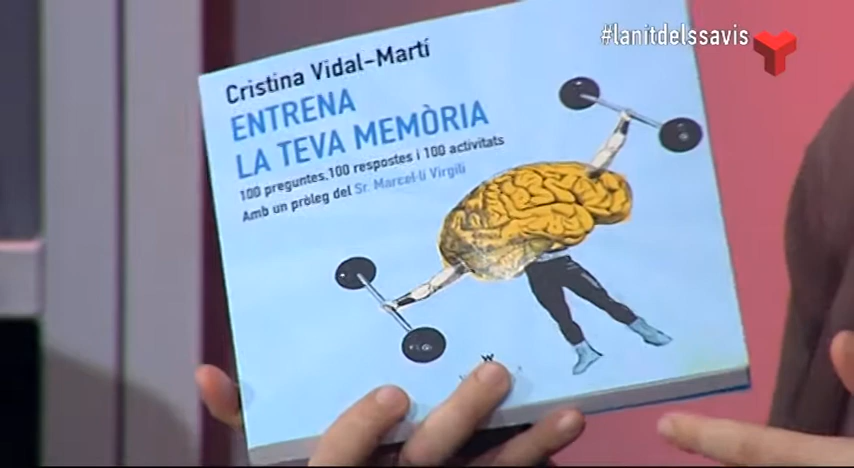 #lanitdelssavis
Cristina Vidal-Martí
ENTRENA
LA TEVA MEMÒRIA
100 preguntes, 100 respostes i 100 activitats
Amb un pròleg del Sr. Marcel·lí Virgili